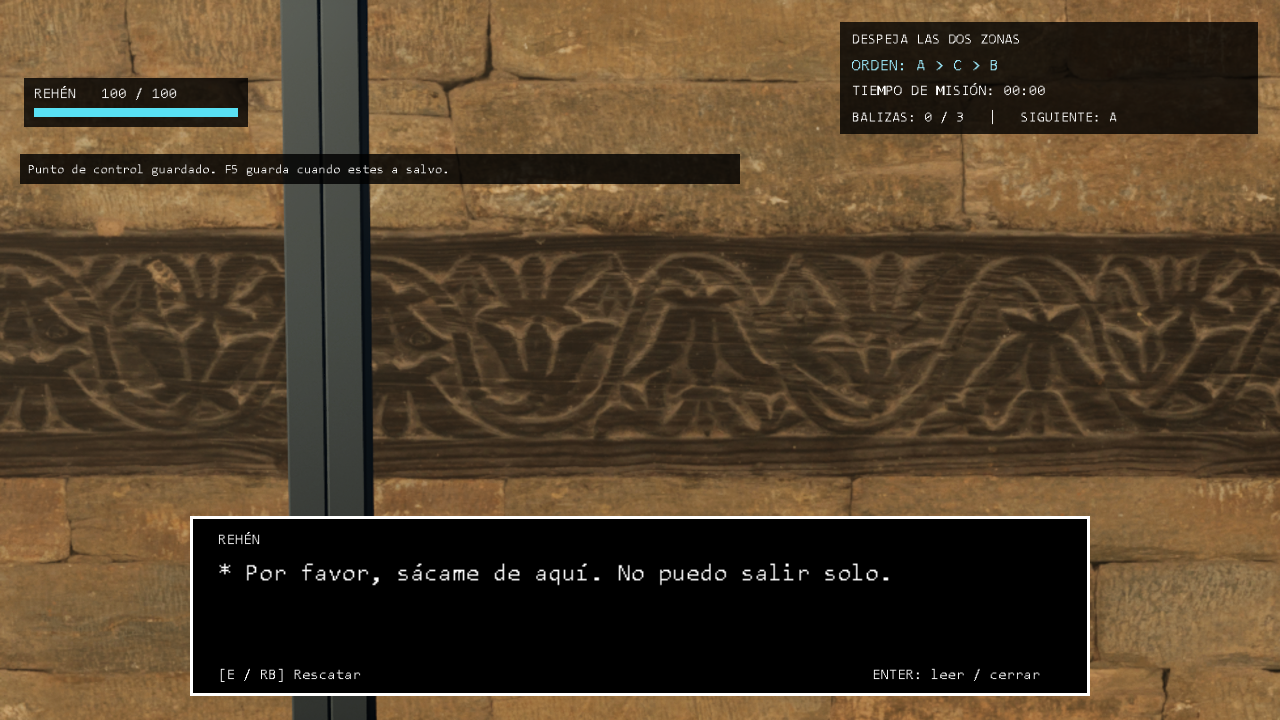 DESPEJA LAS DOS ZONAS
ORDEN: A > C > B
TIEMPO DE MISIÓN: 00:00
BALIZAS: 0 / 3 | SIGUIENTE: A
REHÉN 100 / 100
Punto de control guardado. F5 guarda cuando estes a salvo.
REHÉN
* Por favor, sácame de aquí. No puedo salir solo.
[E / RB] Rescatar
ENTER: leer / cerrar